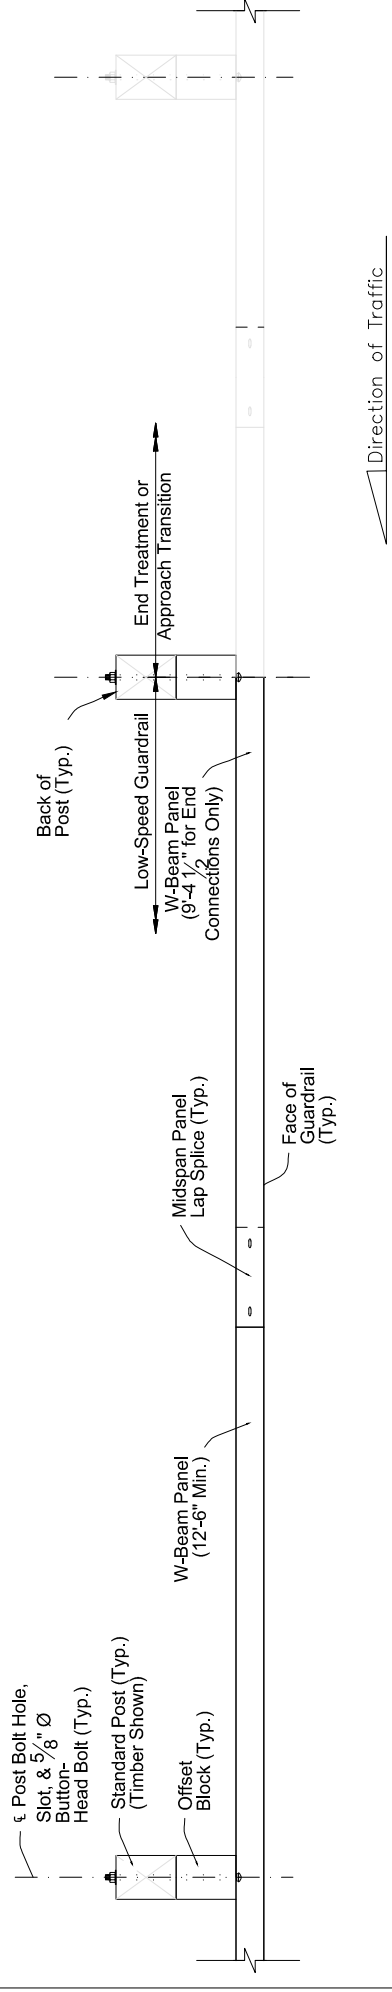 ℄ Post Bolt Hole,
Slot, & 5/8" Ø
Button-
Head Bolt (Typ.)
Standard Post (Typ.)
(Timber Shown)
Offset
Block (Typ.)
W-Beam Panel
(12'-6" Min.)
Midspan Panel
Lap Splice (Typ.)
Face of
Guardrail
(Typ.)
Back of
Post (Typ.)
Low-Speed Guardrail
W-Beam Panel
(9'-4 1/2" for End
Connections Only)
End Treatment or
Approach Transition
Direction of Traffic